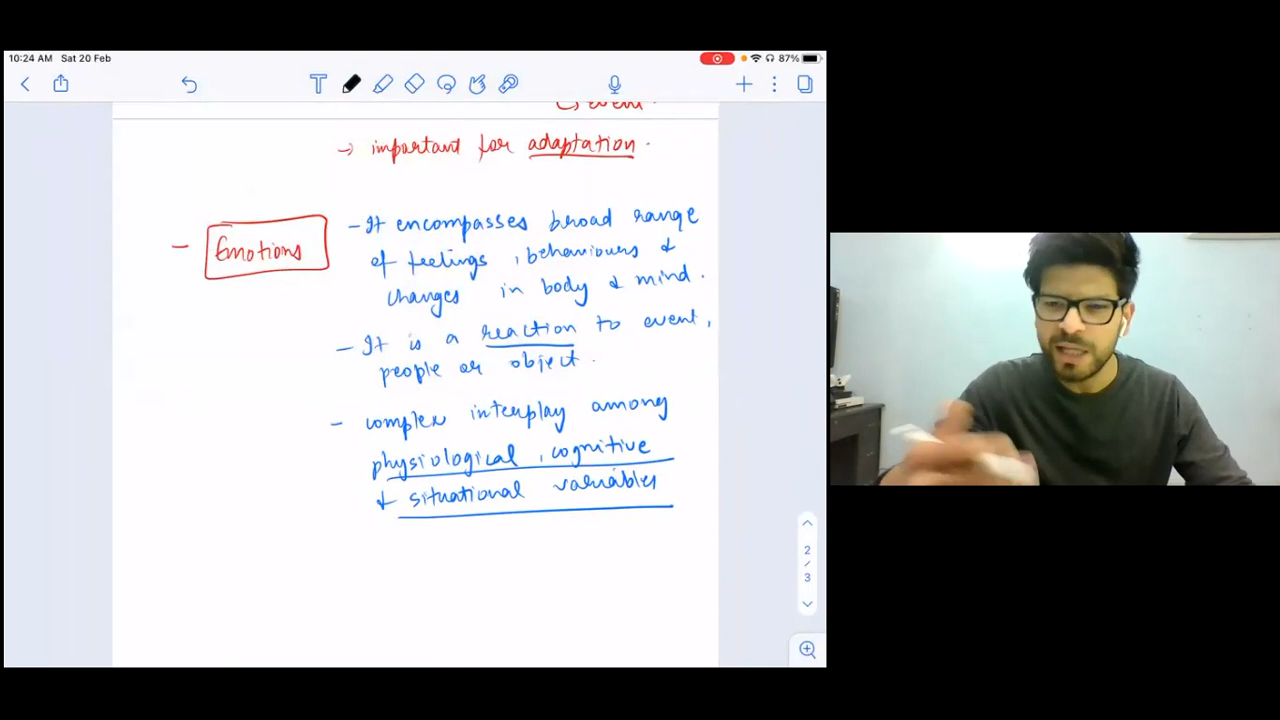 10:24 AM Sat 20 Feb
87%
T
↳ event.
→ important for adaptation.
- Emotions
- It encompasses broad range
of feelings, behaviours &
changes in body & mind.
- It is a reaction to event,
people or object.
- complex interplay among
physiological, cognitive
& situational variables
2
/
3